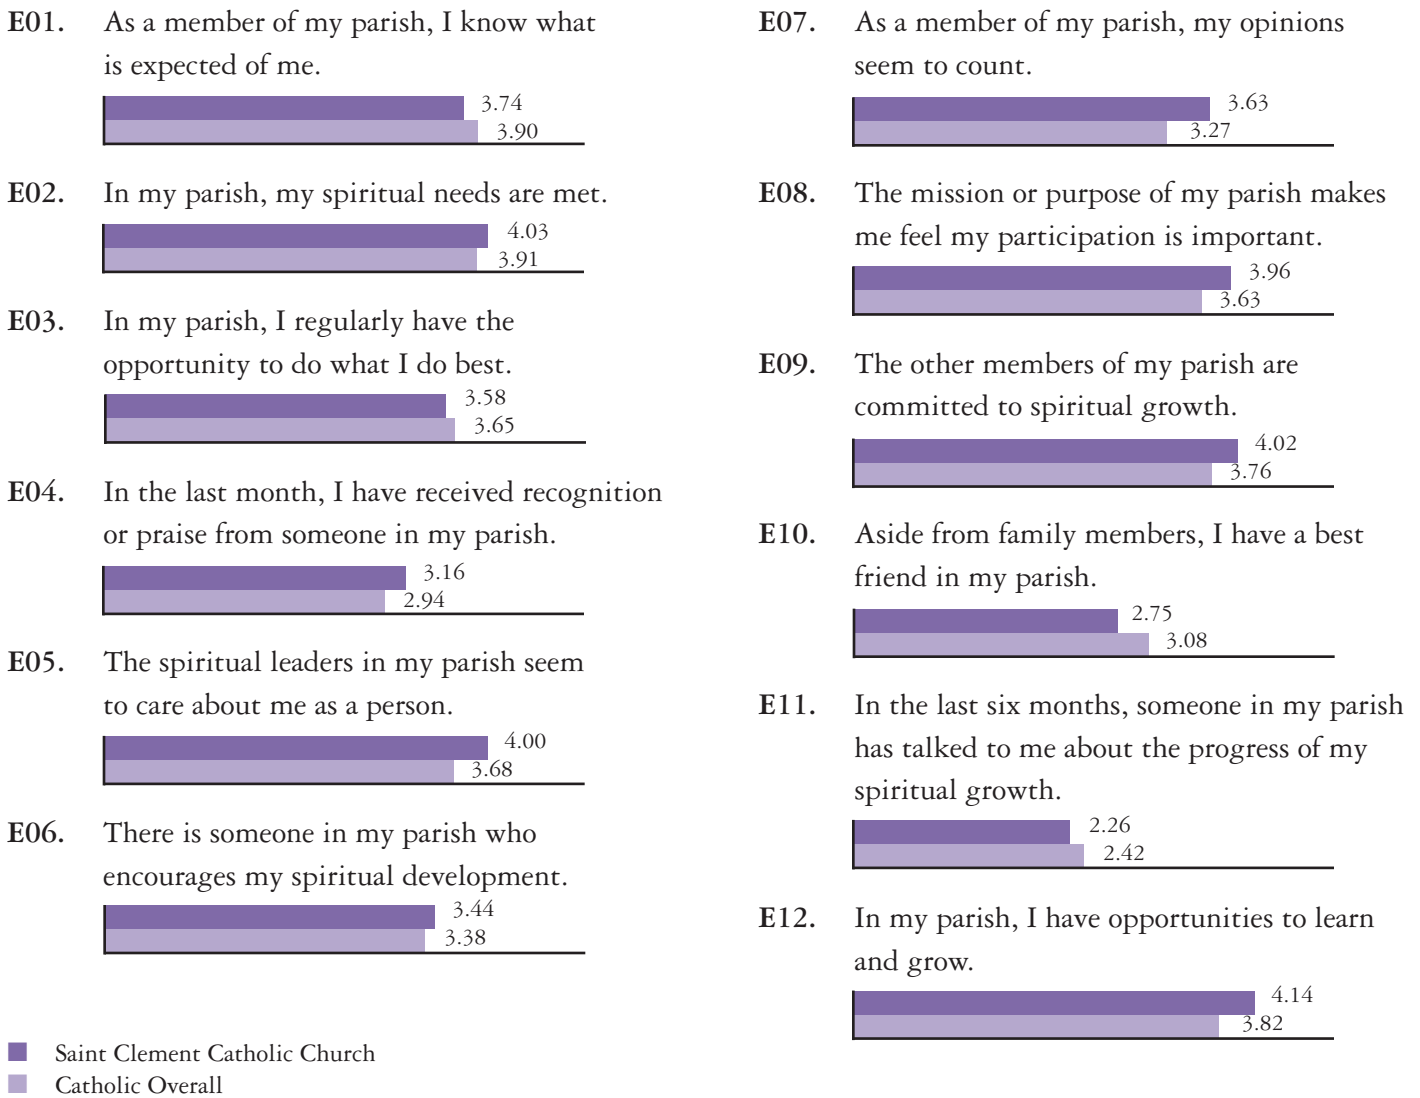 E01. As a member of my parish, I know what
is expected of me.
3.74
3.90
E02. In my parish, my spiritual needs are met.
4.03
3.91
E03. In my parish, I regularly have the
opportunity to do what I do best.
3.58
3.65
E04. In the last month, I have received recognition
or praise from someone in my parish.
3.16
2.94
E05. The spiritual leaders in my parish seem
to care about me as a person.
4.00
3.68
E06. There is someone in my parish who
encourages my spiritual development.
3.44
3.38
E07. As a member of my parish, my opinions
seem to count.
3.63
3.27
E08. The mission or purpose of my parish makes
me feel my participation is important.
3.96
3.63
E09. The other members of my parish are
committed to spiritual growth.
4.02
3.76
E10. Aside from family members, I have a best
friend in my parish.
2.75
3.08
E11. In the last six months, someone in my parish
has talked to me about the progress of my
spiritual growth.
2.26
2.42
E12. In my parish, I have opportunities to learn
and grow.
4.14
3.82
Saint Clement Catholic Church
Catholic Overall